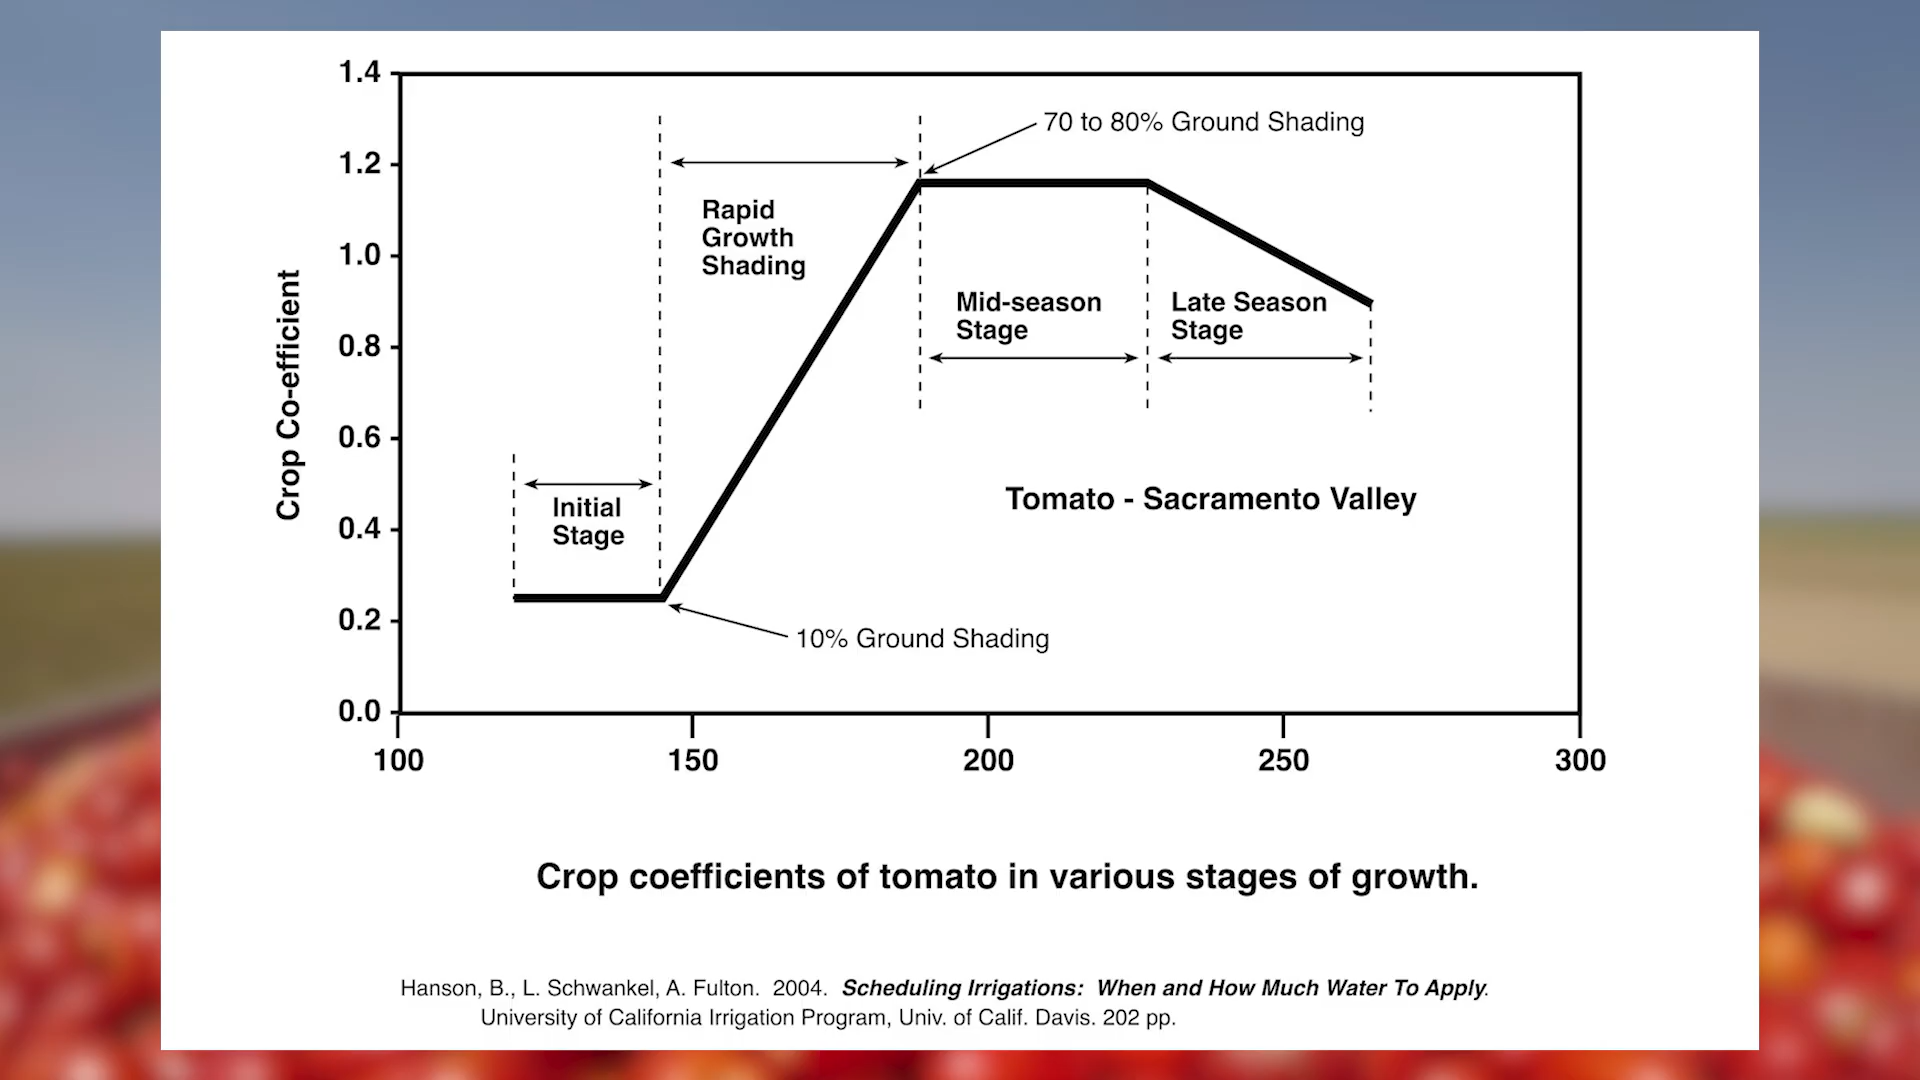 1.4
1.2
1.0
0.8
0.6
0.4
0.2
0.0
Crop Co-efficient
70 to 80% Ground Shading
Rapid
Growth
Shading
Mid-season
Stage
Late Season
Stage
Initial
Stage
Tomato - Sacramento Valley
10% Ground Shading
100 150 200 250 300
Crop coefficients of tomato in various stages of growth.
Hanson, B., L. Schwankel, A. Fulton. 2004. Scheduling Irrigations: When and How Much Water To Apply.
University of California Irrigation Program, Univ. of Calif. Davis. 202 pp.